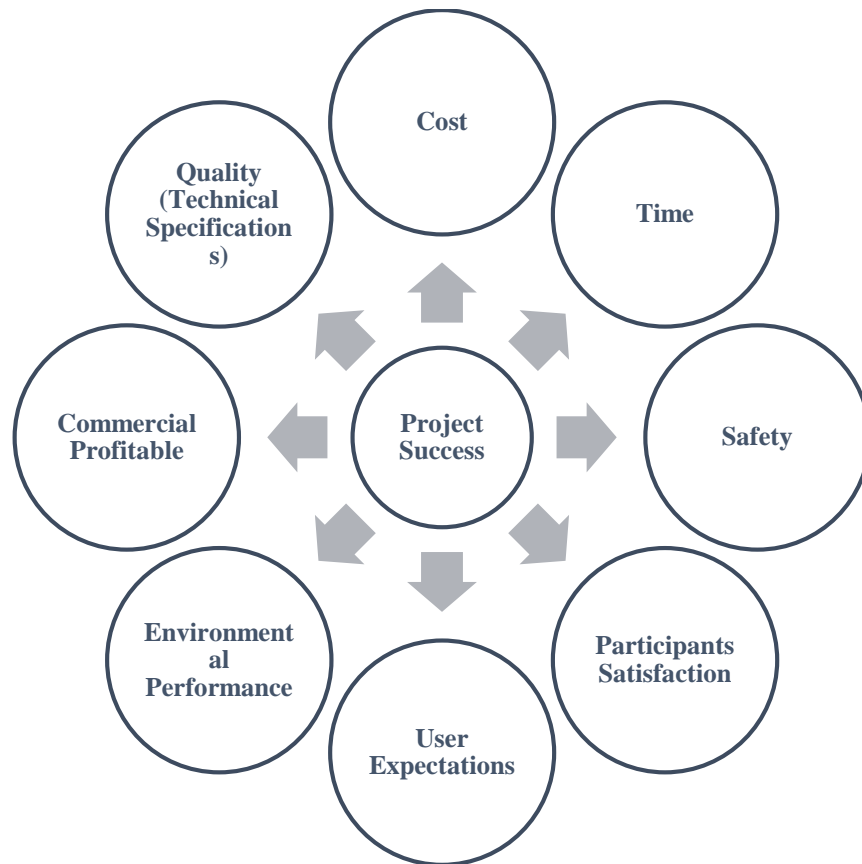 Cost
Quality
(Technical
Specification
s)
Time
Commercial
Profitable
Project
Success
Safety
Environment
al
Performance
Participants
Satisfaction
User
Expectations